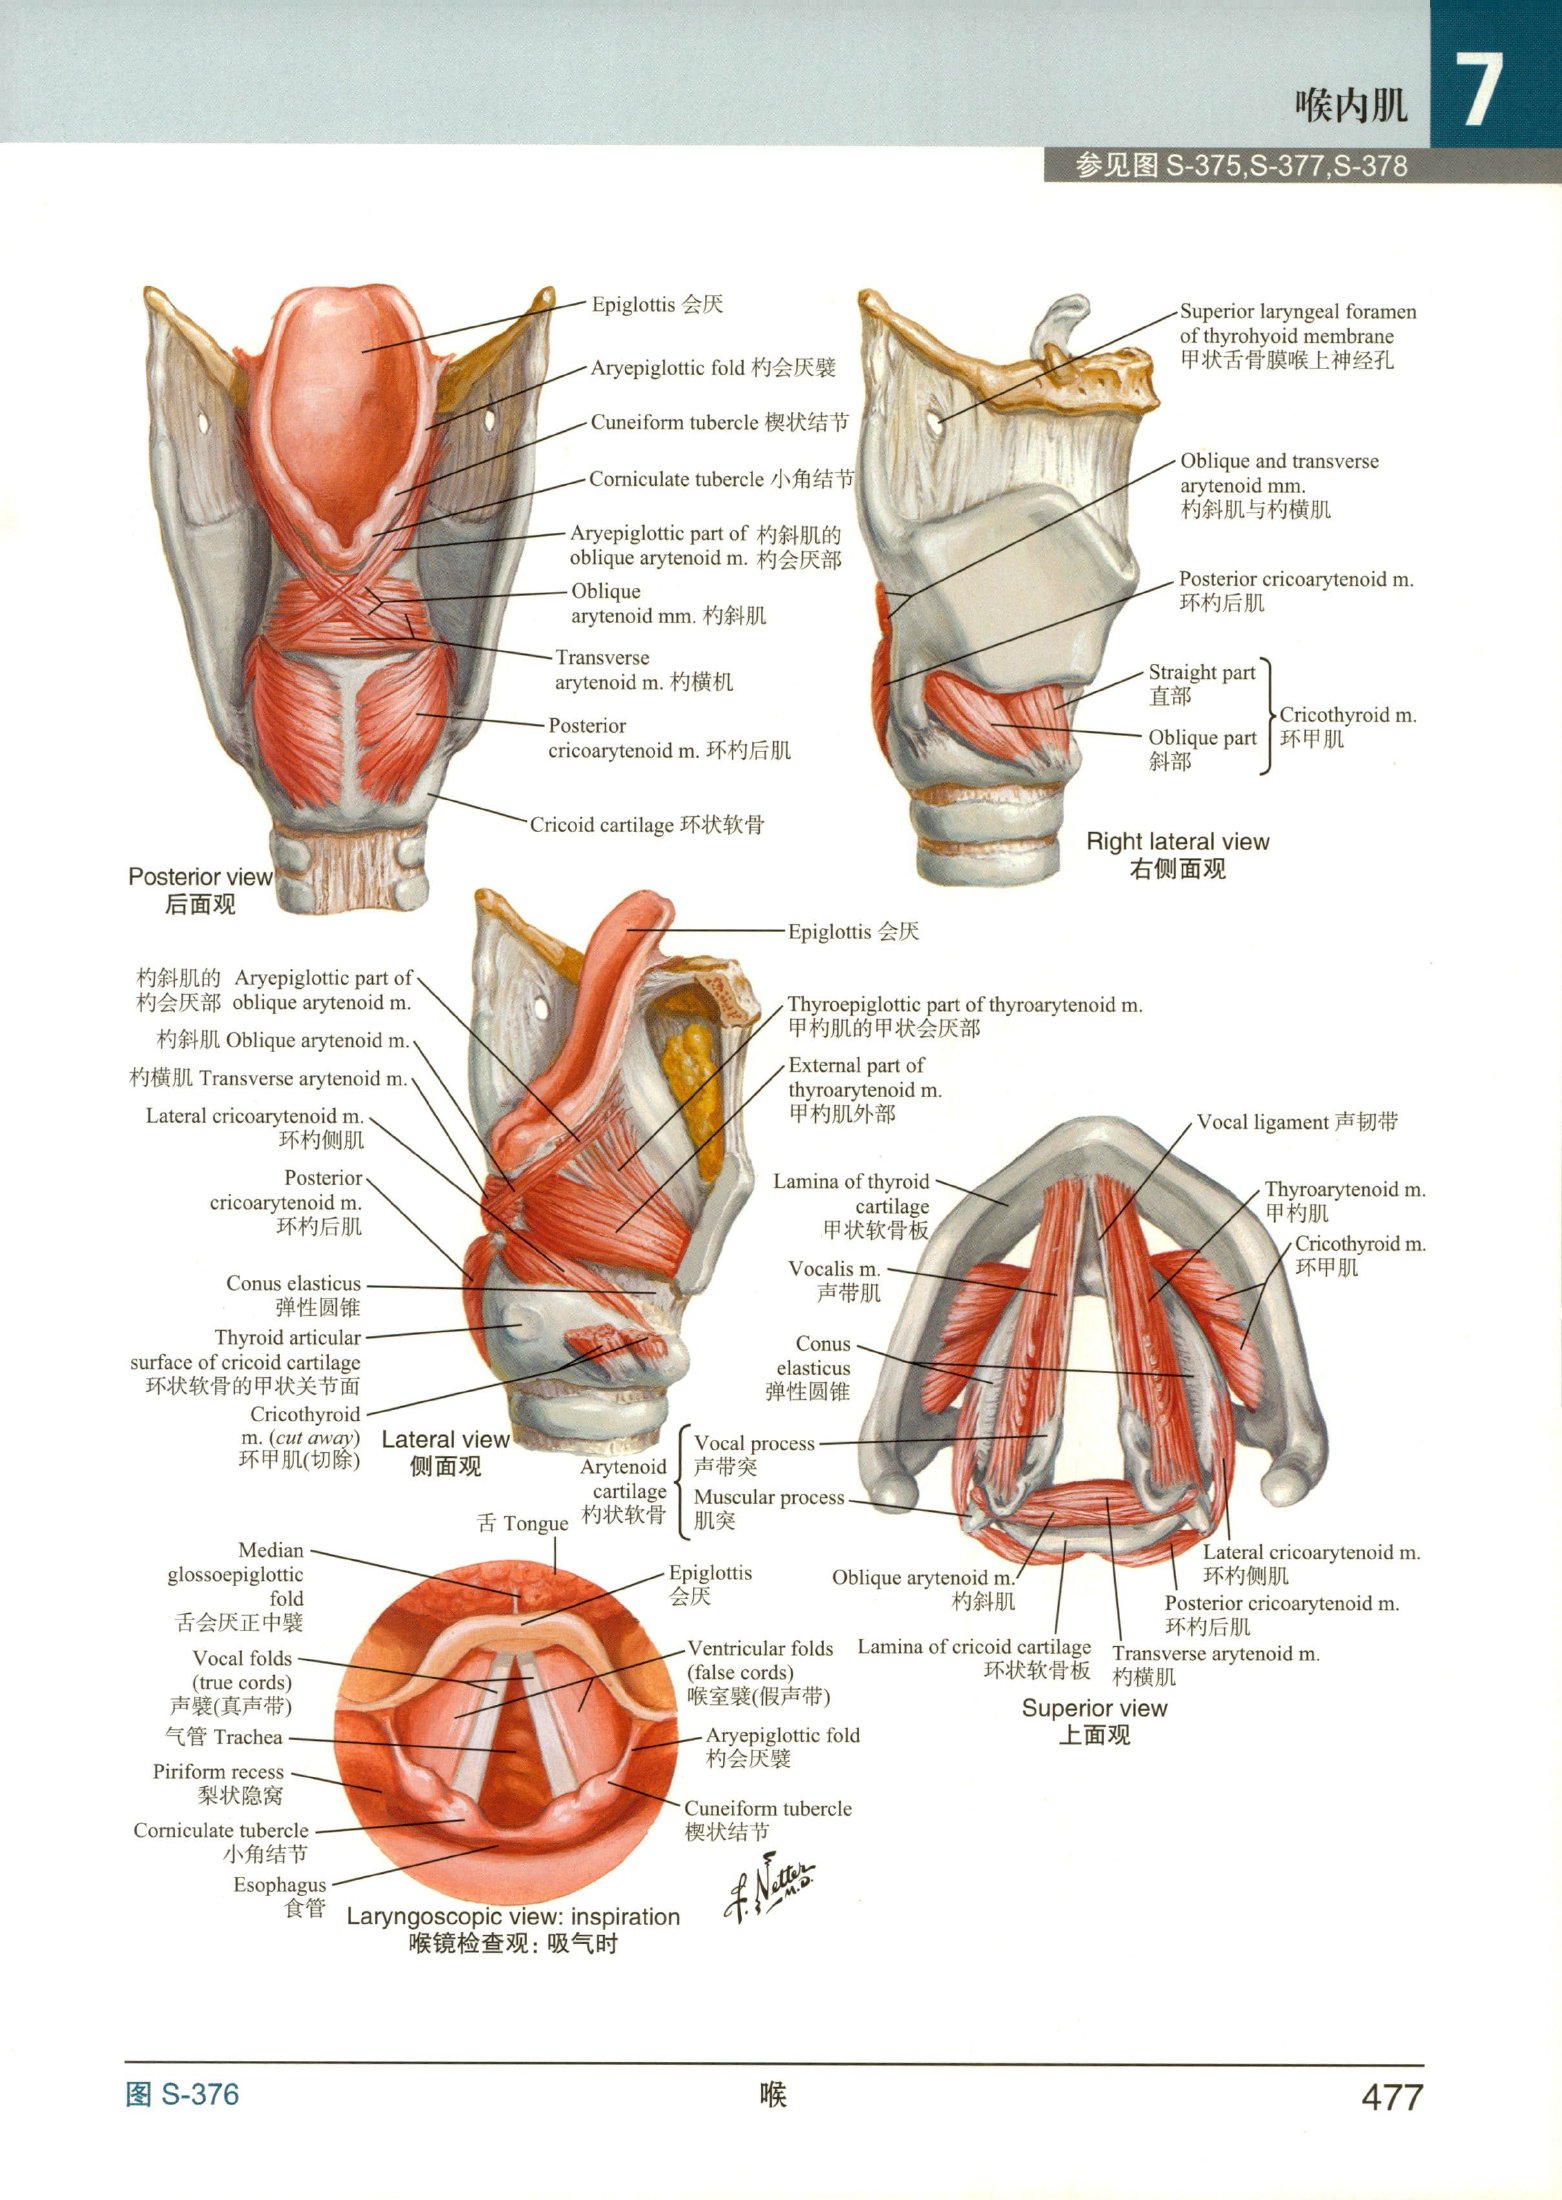 喉内肌
7
参见图 S-375,S-377,S-378
Epiglottis 会厌
Aryepiglottic fold 杓会厌襞
Cuneiform tubercle 楔状结节
Corniculate tubercle 小角结节
Aryepiglottic part of 杓斜肌的
oblique arytenoid m. 杓会厌部
Oblique
arytenoid mm. 杓斜肌
Transverse
arytenoid m. 杓横机
Posterior
cricoarytenoid m. 环杓后肌
Cricoid cartilage 环状软骨
Posterior view
后面观
Superior laryngeal foramen
of thyrohyoid membrane
甲状舌骨膜喉上神经孔
Oblique and transverse
arytenoid mm.
杓斜肌与杓横肌
Posterior cricoarytenoid m.
环杓后肌
Straight part
直部
Oblique part
斜部
Cricothyroid m.
环甲肌
Right lateral view
右侧面观
Epiglottis 会厌
杓斜肌的 Aryepiglottic part of
杓会厌部 oblique arytenoid m.
杓斜肌 Oblique arytenoid m.
杓横肌 Transverse arytenoid m.
Lateral cricoarytenoid m.
环杓侧肌
Posterior
cricoarytenoid m.
环杓后肌
Conus elasticus
弹性圆锥
Thyroid articular
surface of cricoid cartilage
环状软骨的甲状关节面
Cricothyroid
m. (cut away)
环甲肌(切除)
Lateral view
侧面观
Thyroepiglottic part of thyroarytenoid m.
甲杓肌的甲状会厌部
External part of
thyroarytenoid m.
甲杓肌外部
Vocal ligament 声韧带
Lamina of thyroid
cartilage
甲状软骨板
Thyroarytenoid m.
甲杓肌
Cricothyroid m.
环甲肌
Vocalis m.
声带肌
Conus
elasticus
弹性圆锥
Arytenoid
cartilage
杓状软骨
Vocal process
声带突
Muscular process
肌突
Oblique arytenoid m.
杓斜肌
Lateral cricoarytenoid m.
环杓侧肌
Posterior cricoarytenoid m.
环杓后肌
Lamina of cricoid cartilage
环状软骨板
Transverse arytenoid m.
杓横肌
Superior view
上面观
舌 Tongue
Median
glossoepiglottic
fold
舌会厌正中襞
Vocal folds
(true cords)
声襞(真声带)
气管 Trachea
Piriform recess
梨状隐窝
Corniculate tubercle
小角结节
Esophagus
食管
Epiglottis
会厌
Ventricular folds
(false cords)
喉室襞(假声带)
Aryepiglottic fold
杓会厌襞
Cuneiform tubercle
楔状结节
F. Netter
M.D.
Laryngoscopic view: inspiration
喉镜检查观: 吸气时
图 S-376
喉
477